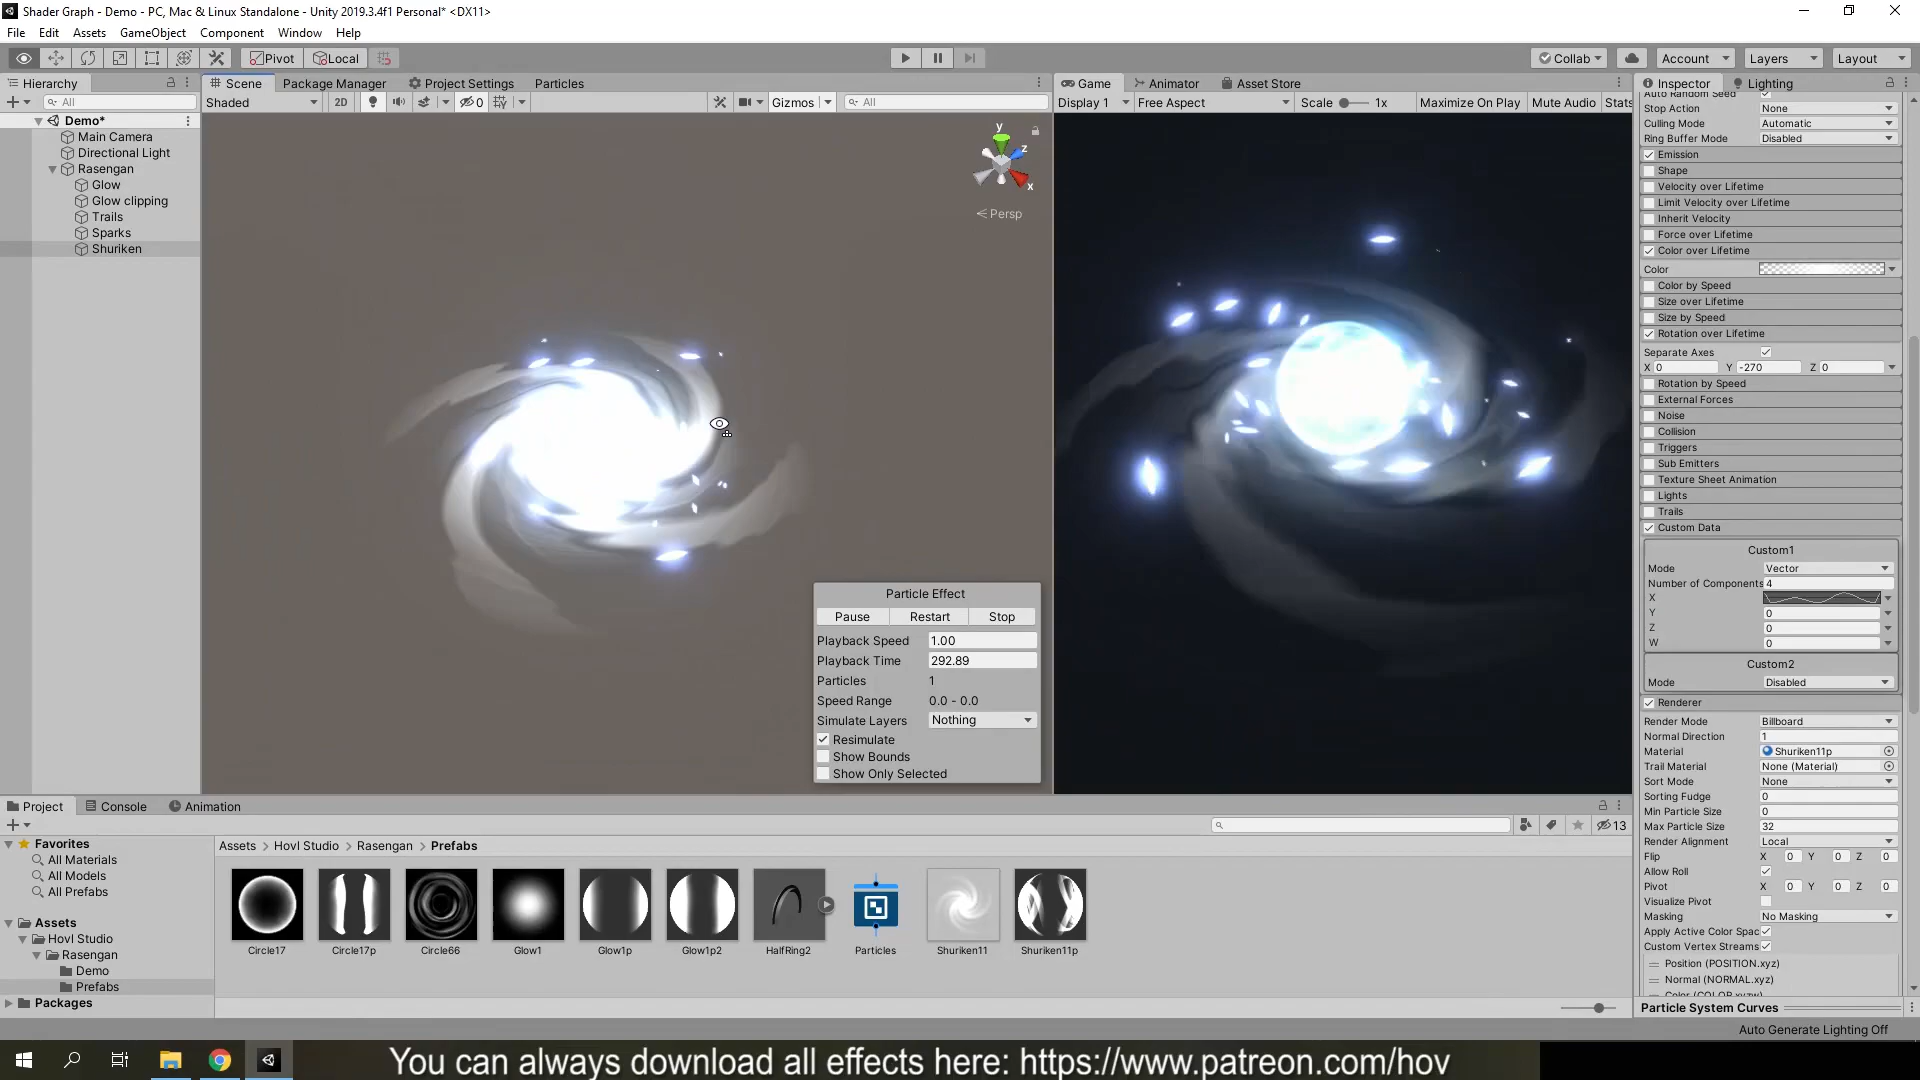 Shader Graph - Demo - PC, Mac & Linux Standalone - Unity 2019.3.4f1 Personal* <DX11>
File Edit Assets GameObject Component Window Help
Pivot Local Collab Account Layers Layout
Hierarchy
All
Demo*
Main Camera
Directional Light
Rasengan
Glow
Glow clipping
Trails
Sparks
Shuriken
Scene Package Manager Project Settings Particles
Shaded 2D 0 Gizmos All
y
z
x
Persp
Particle Effect
Pause Restart Stop
Playback Speed 1.00
Playback Time 292.89
Particles 1
Speed Range 0.0 - 0.0
Simulate Layers Nothing
Resimulate
Show Bounds
Show Only Selected
Game Animator Asset Store
Display 1 Free Aspect Scale 1x Maximize On Play Mute Audio Stats
Inspector Lighting
Auto Random Seed
Stop Action None
Culling Mode Automatic
Ring Buffer Mode Disabled
Emission
Shape
Velocity over Lifetime
Limit Velocity over Lifetime
Inherit Velocity
Force over Lifetime
Color over Lifetime
Color
Color by Speed
Size over Lifetime
Size by Speed
Rotation over Lifetime
Separate Axes
X 0 Y -270 Z 0
Rotation by Speed
External Forces
Noise
Collision
Triggers
Sub Emitters
Texture Sheet Animation
Lights
Trails
Custom Data
Custom1
Mode Vector
Number of Components 4
X
Y 0
Z 0
W 0
Custom2
Mode Disabled
Renderer
Render Mode Billboard
Normal Direction 1
Material Shuriken11p
Trail Material None (Material)
Sort Mode None
Sorting Fudge 0
Min Particle Size 0
Max Particle Size 32
Render Alignment Local
Flip X 0 Y 0 Z 0
Allow Roll
Pivot X 0 Y 0 Z 0
Visualize Pivot
Masking No Masking
Apply Active Color Spac
Custom Vertex Streams
Position (POSITION.xyz)
Normal (NORMAL.xyz)
Color (COLOR.xyzw)
Particle System Curves
Auto Generate Lighting Off
Project Console Animation
13
Favorites
All Materials
All Models
All Prefabs
Assets
Hovl Studio
Rasengan
Demo
Prefabs
Packages
Assets > Hovl Studio > Rasengan > Prefabs
Circle17 Circle17p Circle66 Glow1 Glow1p Glow1p2 HalfRing2 Particles Shuriken11 Shuriken11p
You can always download all effects here: https://www.patreon.com/hov